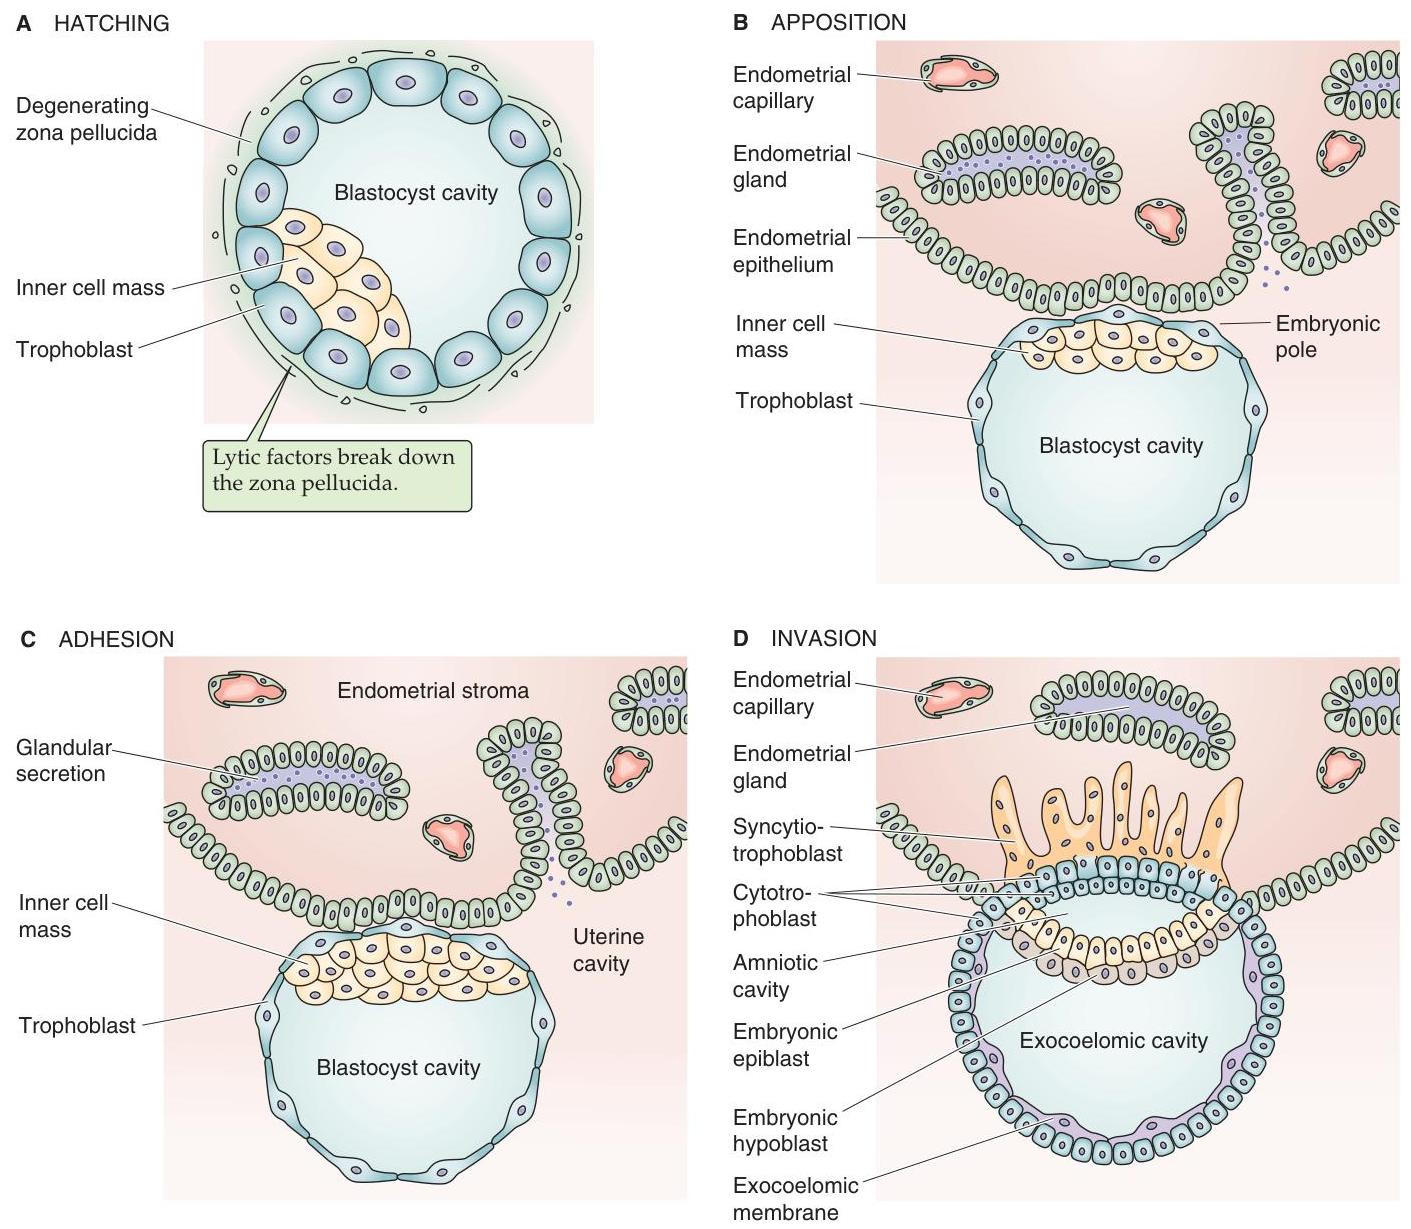 A HATCHING
Degenerating
zona pellucida
Blastocyst cavity
Inner cell mass
Trophoblast
Lytic factors break down
the zona pellucida.
B APPOSITION
Endometrial
capillary
Endometrial
gland
Endometrial
epithelium
Inner cell
mass
Embryonic
pole
Trophoblast
Blastocyst cavity
C ADHESION
Endometrial stroma
Glandular
secretion
Inner cell
mass
Uterine
cavity
Trophoblast
Blastocyst cavity
D INVASION
Endometrial
capillary
Endometrial
gland
Syncytio-
trophoblast
Cytotro-
phoblast
Amniotic
cavity
Embryonic
epiblast
Exocoelomic cavity
Embryonic
hypoblast
Exocoelomic
membrane